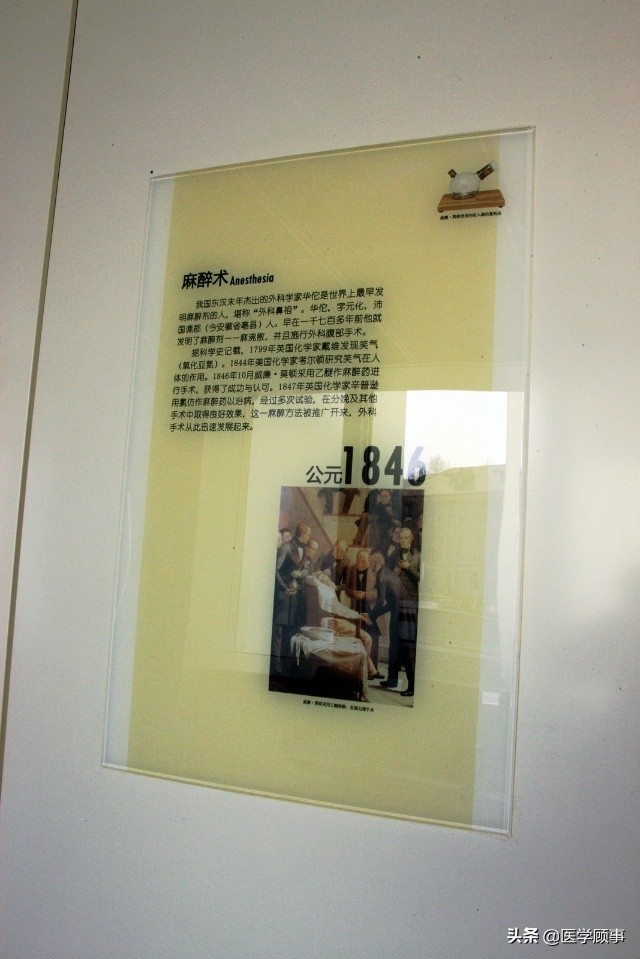 麻醉术 Anesthesia
我国东汉末年杰出的外科学家华佗是世界上最早发
明麻醉剂的人,堪称“外科鼻祖”。华佗,字元化,沛
国谯郡(今安徽省亳县)人。早在一千七百多年前他就
发明了麻醉剂——麻沸散,并且施行外科腹部手术。
据科学史记载,1799年英国化学家戴维发现笑气
(氧化亚氮)。1844年美国化学家考尔顿研究笑气在人
体的作用。1846年10月威廉·莫顿采用乙醚作麻醉药进
行手术,获得了成功与认可。1847年英国化学家辛普逊
用氯仿作麻醉药以治病,经过多次试验,在分娩及其他
手术中取得良好效果,这一麻醉方法被推广开来,外科
手术从此迅速发展起来。
公元1846
头条 @医学顾事